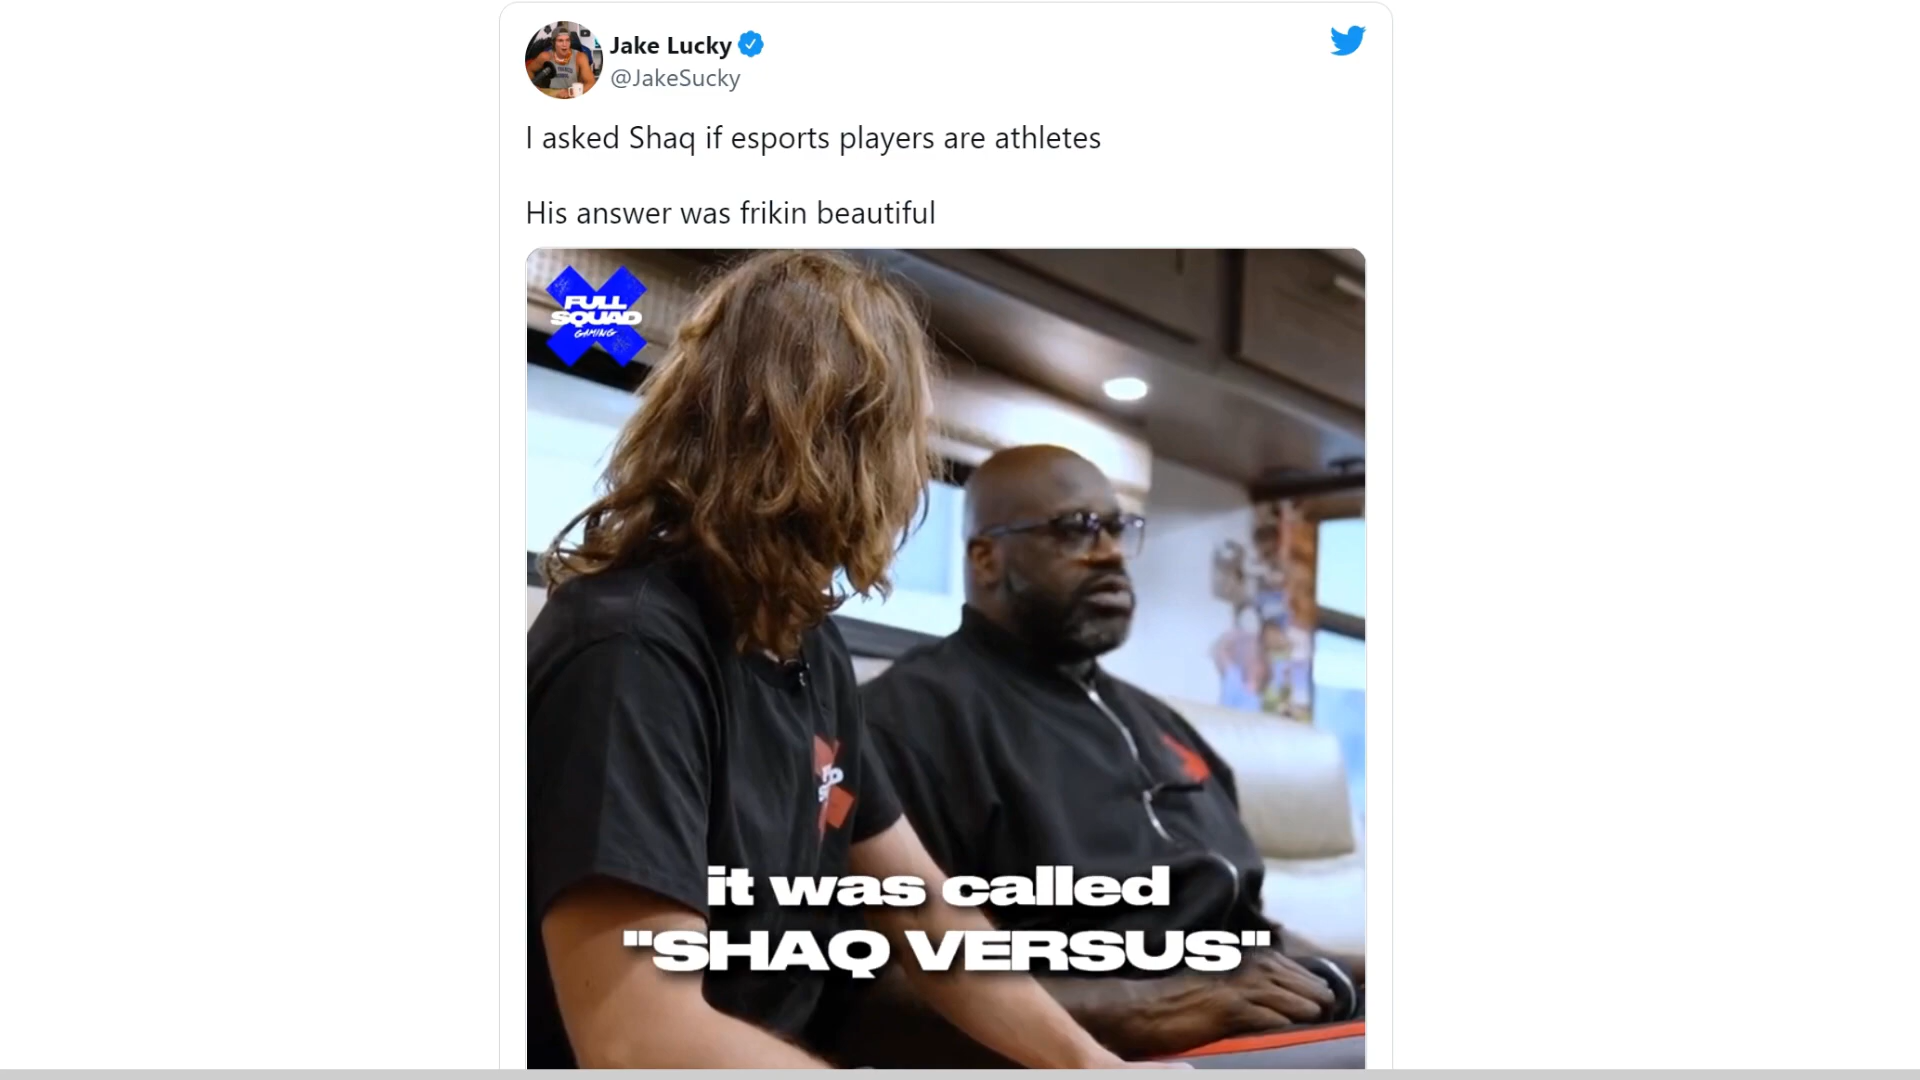 Jake Lucky
@JakeSucky
I asked Shaq if esports players are athletes
His answer was frikin beautiful
FULL
SQUAD
GAMING
it was called
"SHAQ VERSUS"